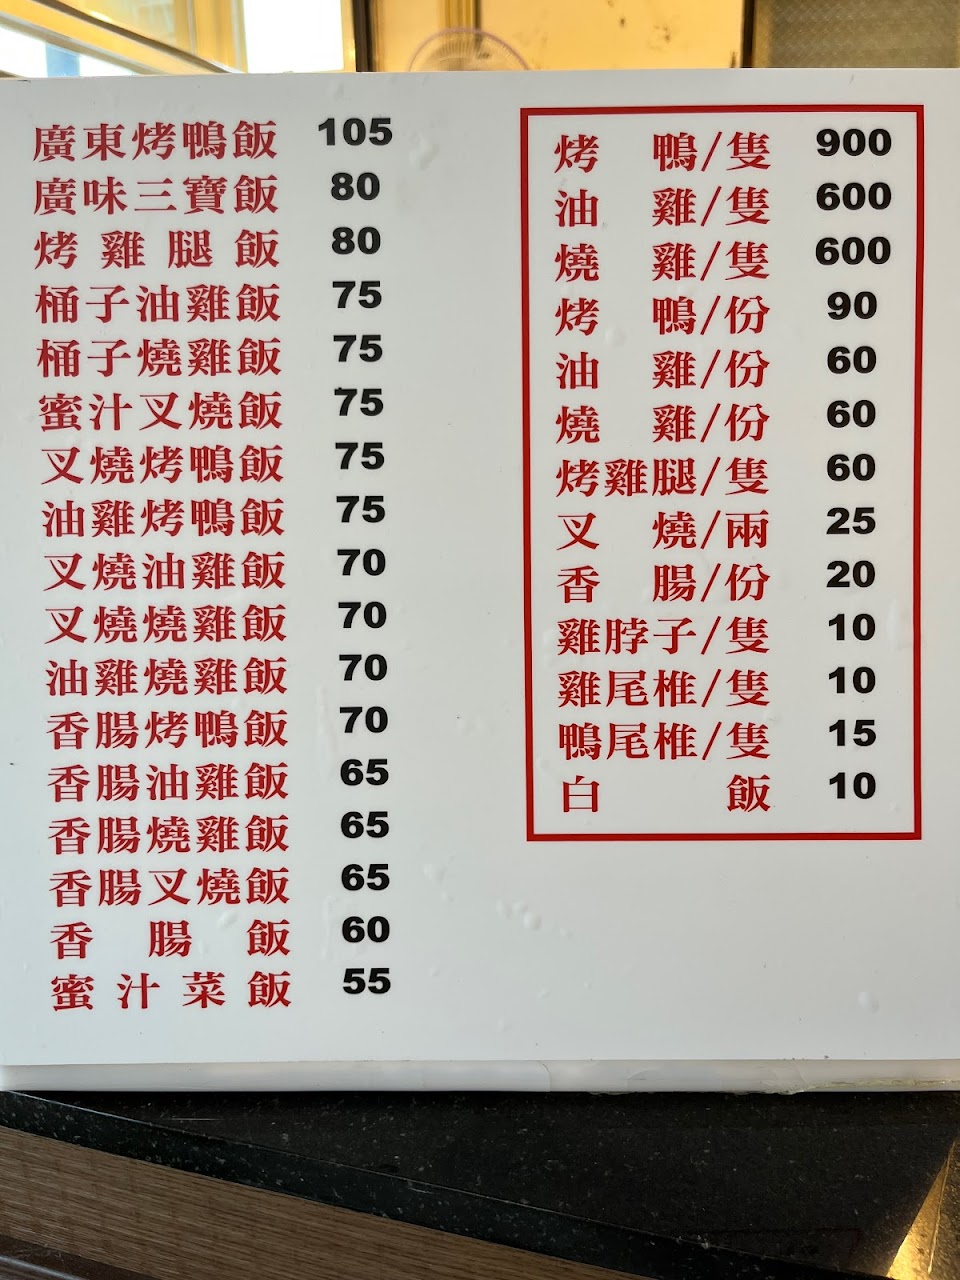 廣東烤鴨飯 105
廣味三寶飯 80
烤雞腿飯 80
桶子油雞飯 75
桶子燒雞飯 75
蜜汁叉燒飯 75
叉燒烤鴨飯 75
油雞烤鴨飯 75
叉燒油雞飯 70
叉燒燒雞飯 70
油雞燒雞飯 70
香腸烤鴨飯 70
香腸油雞飯 65
香腸燒雞飯 65
香腸叉燒飯 65
香腸飯 60
蜜汁菜飯 55
烤鴨/隻 900
油雞/隻 600
燒雞/隻 600
烤鴨/份 90
油雞/份 60
燒雞/份 60
烤雞腿/隻 60
叉燒/兩 25
香腸/份 20
雞脖子/隻 10
雞尾椎/隻 10
鴨尾椎/隻 15
白飯 10